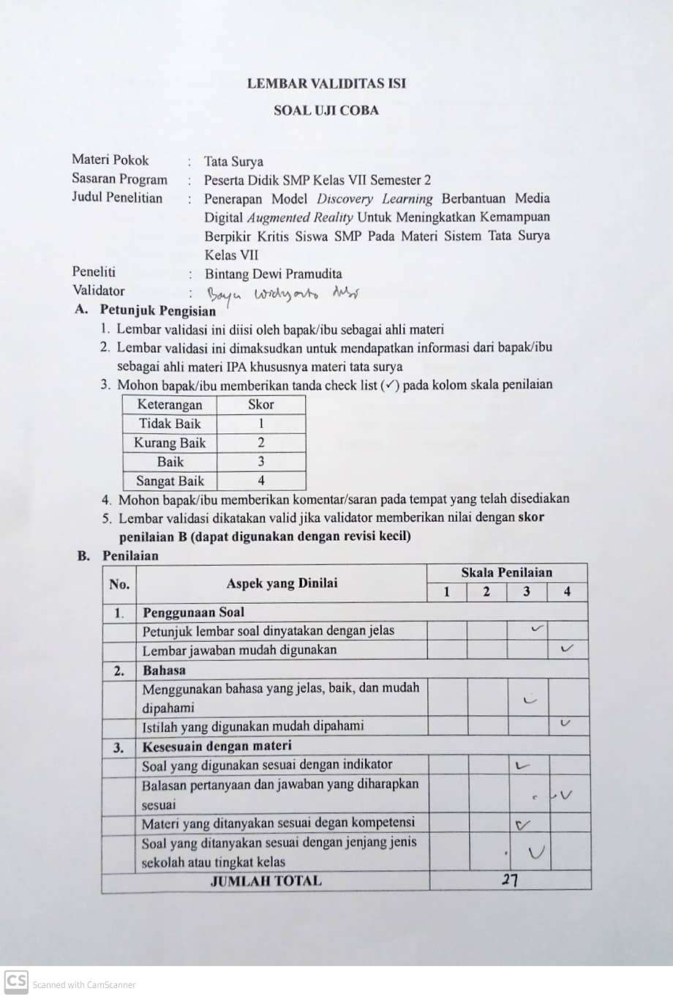 LEMBAR VALIDITAS ISI
SOAL UJI COBA
Materi Pokok : Tata Surya
Sasaran Program : Peserta Didik SMP Kelas VII Semester 2
Judul Penelitian : Penerapan Model Discovery Learning Berbantuan Media
Digital Augmented Reality Untuk Meningkatkan Kemampuan
Berpikir Kritis Siswa SMP Pada Materi Sistem Tata Surya
Kelas VII
Peneliti : Bintang Dewi Pramudita
Validator : Bayu Widiyanto
A. Petunjuk Pengisian
1. Lembar validasi ini diisi oleh bapak/ibu sebagai ahli materi
2. Lembar validasi ini dimaksudkan untuk mendapatkan informasi dari bapak/ibu
sebagai ahli materi IPA khususnya materi tata surya
3. Mohon bapak/ibu memberikan tanda check list (✓) pada kolom skala penilaian
Keterangan Skor
Tidak Baik 1
Kurang Baik 2
Baik 3
Sangat Baik 4
4. Mohon bapak/ibu memberikan komentar/saran pada tempat yang telah disediakan
5. Lembar validasi dikatakan valid jika validator memberikan nilai dengan skor
penilaian B (dapat digunakan dengan revisi kecil)
B. Penilaian
No. Aspek yang Dinilai Skala Penilaian
1 2 3 4
1. Penggunaan Soal
Petunjuk lembar soal dinyatakan dengan jelas ✓
Lembar jawaban mudah digunakan ✓
2. Bahasa
Menggunakan bahasa yang jelas, baik, dan mudah
dipahami ✓
Istilah yang digunakan mudah dipahami ✓
3. Kesesuain dengan materi
Soal yang digunakan sesuai dengan indikator ✓
Balasan pertanyaan dan jawaban yang diharapkan
sesuai ✓
Materi yang ditanyakan sesuai degan kompetensi ✓
Soal yang ditanyakan sesuai dengan jenjang jenis
sekolah atau tingkat kelas ✓
JUMLAH TOTAL 27
CS Scanned with CamScanner